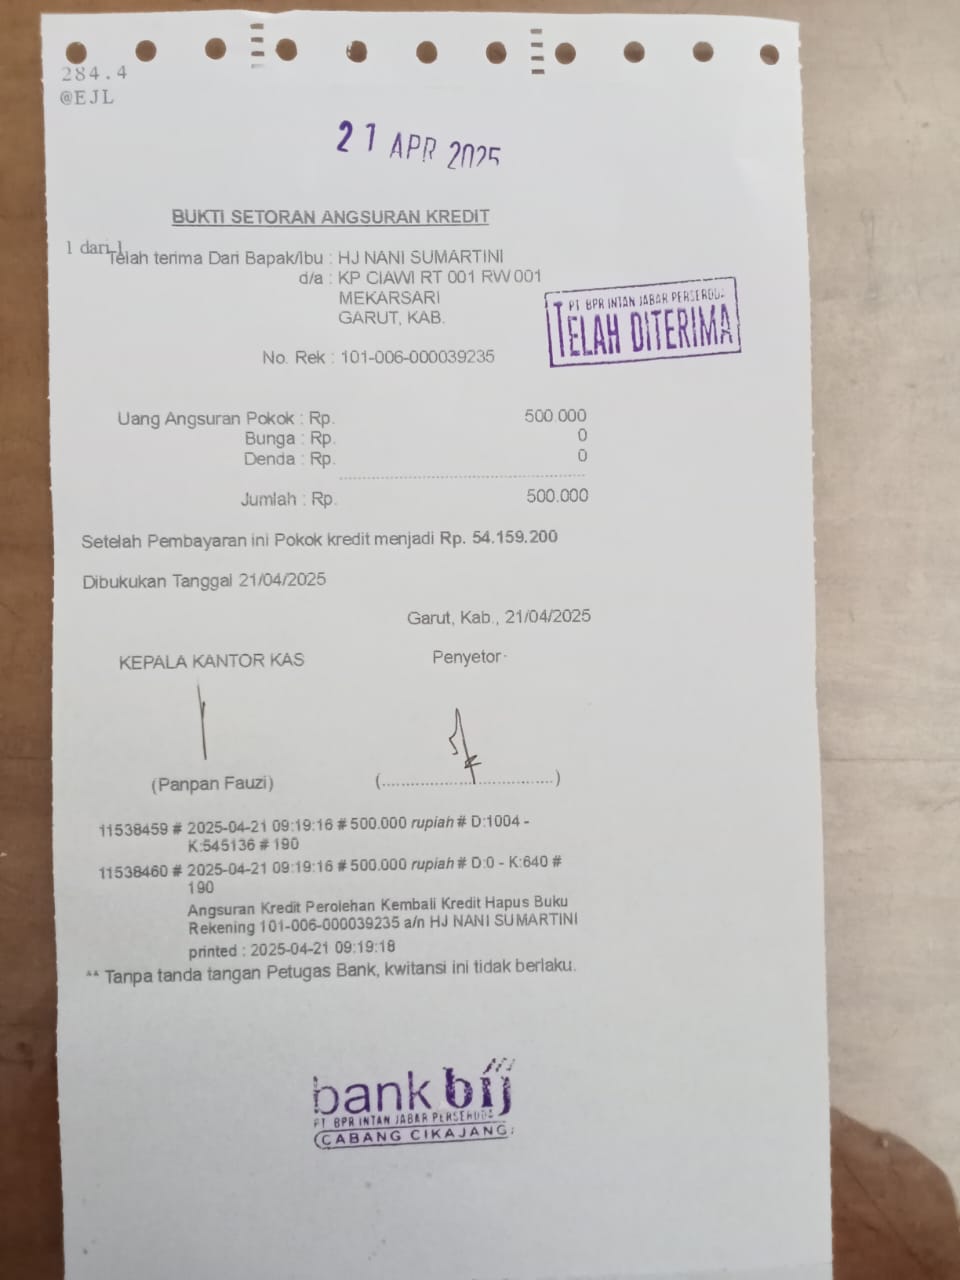 284.4
@EJL
21 APR 2025
BUKTI SETORAN ANGSURAN KREDIT
1 dari 1
Telah terima Dari Bapak/Ibu : HJ NANI SUMARTINI
d/a : KP CIAWI RT 001 RW 001
MEKARSARI
GARUT, KAB.
PT BPR INTAN JABAR PERSERODA
TELAH DITERIMA
No. Rek : 101-006-000039235
Uang Angsuran Pokok : Rp. 500.000
Bunga : Rp. 0
Denda : Rp. 0
Jumlah : Rp. 500.000
Setelah Pembayaran ini Pokok kredit menjadi Rp. 54.159.200
Dibukukan Tanggal 21/04/2025
Garut, Kab., 21/04/2025
KEPALA KANTOR KAS Penyetor
(Panpan Fauzi) (..................................)
11538459 # 2025-04-21 09:19:16 # 500.000 rupiah # D:1004 -
K:545136 # 190
11538460 # 2025-04-21 09:19:16 # 500.000 rupiah # D:0 - K:640 #
190
Angsuran Kredit Perolehan Kembali Kredit Hapus Buku
Rekening 101-006-000039235 a/n HJ NANI SUMARTINI
printed : 2025-04-21 09:19:18
** Tanpa tanda tangan Petugas Bank, kwitansi ini tidak berlaku.
bank bij
PT BPR INTAN JABAR PERSERODA
CABANG CIKAJANG